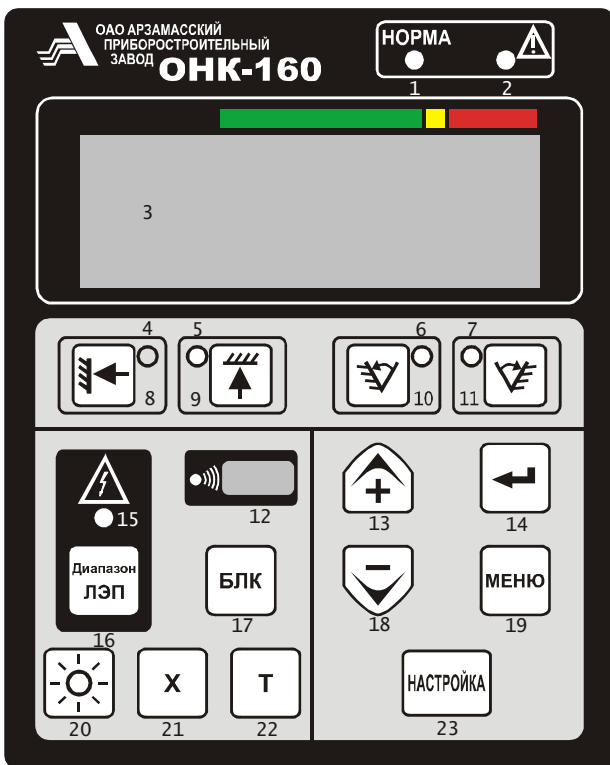 ОАО АРЗАМАССКИЙ
ПРИБОРОСТРОИТЕЛЬНЫЙ
ЗАВОД
ОНК-160
НОРМА
1 2
3
4 5 6 7
8 9 10 11
15
12
13
14
Диапазон
ЛЭП
БЛК
+
−
МЕНЮ
16
17
18
19
X
T
НАСТРОЙКА
20 21 22 23